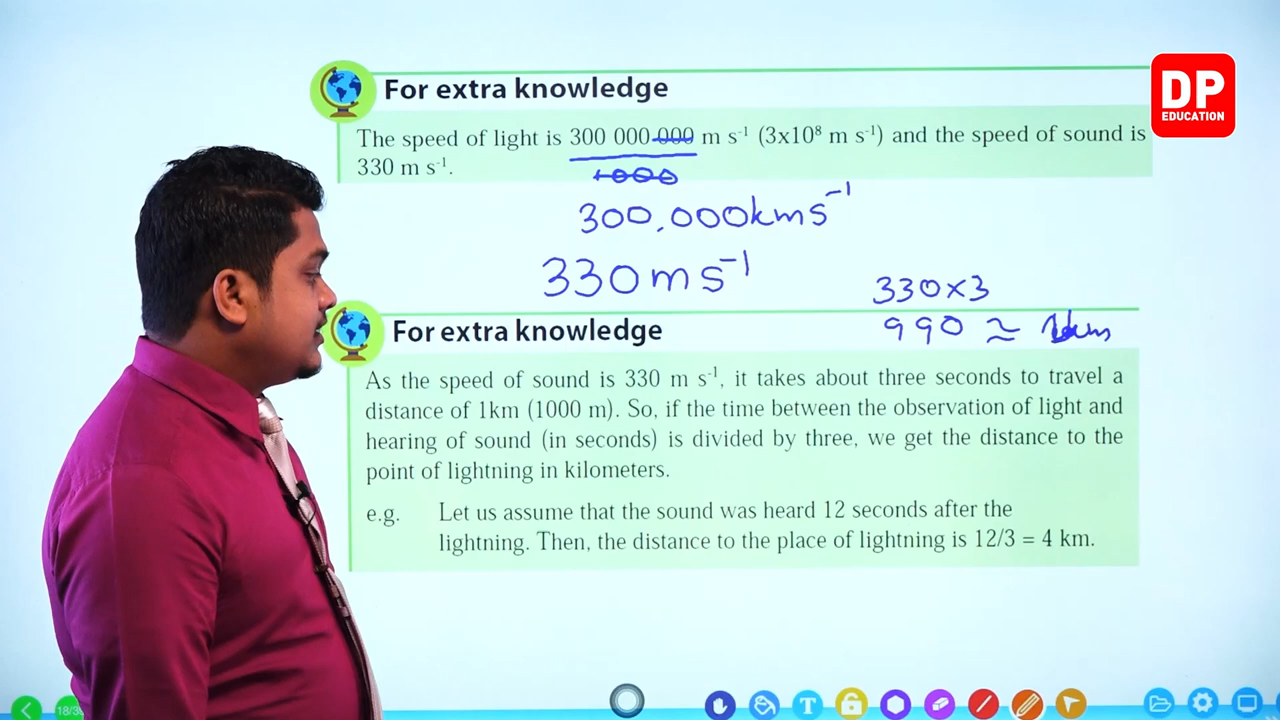 For extra knowledge
DP
EDUCATION
The speed of light is 300 000 000 m s⁻¹ (3x10⁸ m s⁻¹) and the speed of sound is
330 m s⁻¹.
1000
300,000kms⁻¹
330ms⁻¹
330×3
990 ≈ 1km
For extra knowledge
As the speed of sound is 330 m s⁻¹, it takes about three seconds to travel a
distance of 1km (1000 m). So, if the time between the observation of light and
hearing of sound (in seconds) is divided by three, we get the distance to the
point of lightning in kilometers.
e.g. Let us assume that the sound was heard 12 seconds after the
lightning. Then, the distance to the place of lightning is 12/3 = 4 km.
T